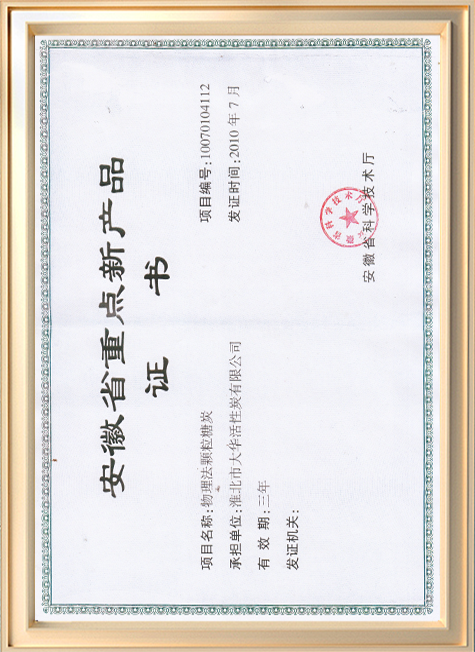 安徽省重点新产品
证 书
项目名称:物理法颗粒糖炭
项目编号:10070104112
承担单位:淮北市大华活性炭有限公司
发证时间:2010 年 7 月
有 效 期:三年
发证机关:
安徽省科学技术厅